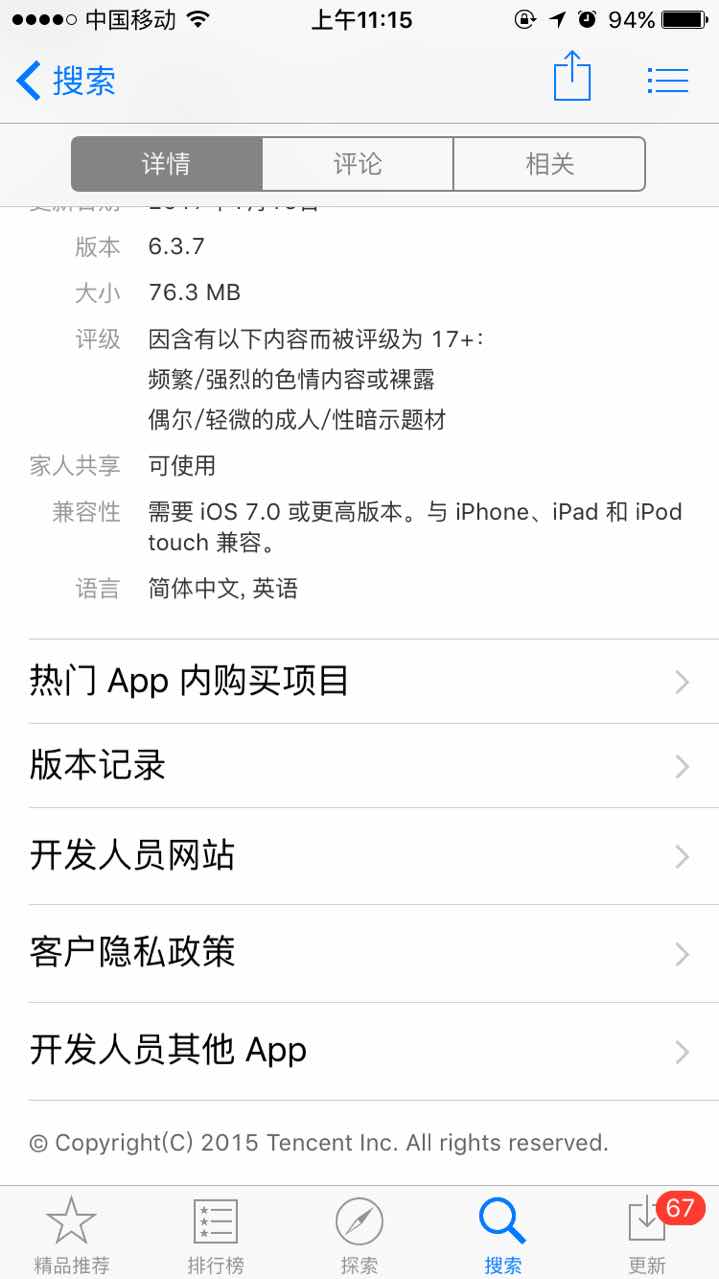 中国移动 上午11:15 94%
搜索
详情 评论 相关
版本 6.3.7
大小 76.3 MB
评级 因含有以下内容而被评级为 17+：
频繁/强烈的色情内容或裸露
偶尔/轻微的成人/性暗示题材
家人共享 可使用
兼容性 需要 iOS 7.0 或更高版本。与 iPhone、iPad 和 iPod
touch 兼容。
语言 简体中文, 英语
热门 App 内购买项目
版本记录
开发人员网站
客户隐私政策
开发人员其他 App
© Copyright(C) 2015 Tencent Inc. All rights reserved.
67
精品推荐 排行榜 探索 搜索 更新